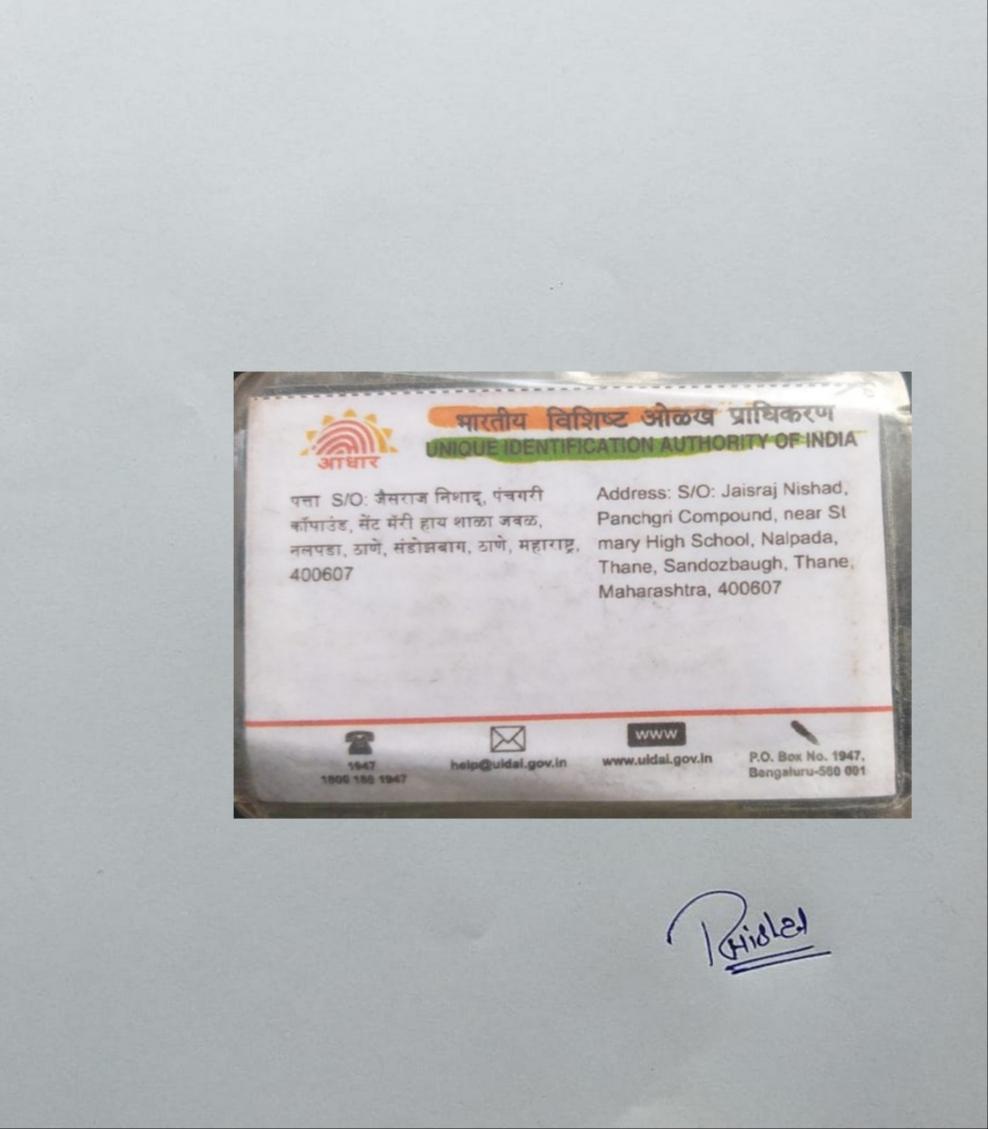 भारतीय विशिष्ट ओळख प्राधिकरण
UNIQUE IDENTIFICATION AUTHORITY OF INDIA
आधार
पत्ता S/O: जैसराज निशाद, पंचगरी
कॉपाउंड, सेंट मॅरी हाय शाळा जवळ,
नलपडा, ठाणे, संडोझबाग, ठाणे, महाराष्ट्र,
400607
Address: S/O: Jaisraj Nishad,
Panchgri Compound, near St
mary High School, Nalpada,
Thane, Sandozbaugh, Thane,
Maharashtra, 400607
1947
1800 180 1947
help@uidai.gov.in
www
www.uidai.gov.in
P.O. Box No. 1947,
Bengaluru-560 001